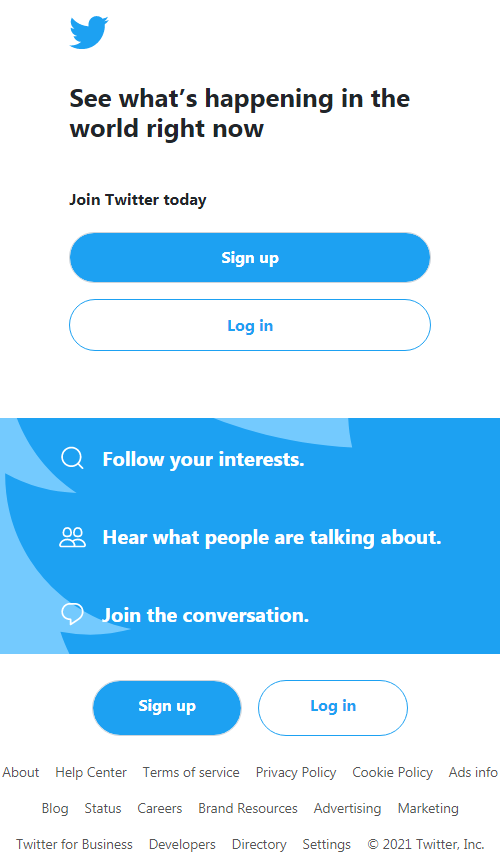 See what’s happening in the
world right now
Join Twitter today
Sign up
Log in
Follow your interests.
Hear what people are talking about.
Join the conversation.
Sign up Log in
About Help Center Terms of service Privacy Policy Cookie Policy Ads info
Blog Status Careers Brand Resources Advertising Marketing
Twitter for Business Developers Directory Settings © 2021 Twitter, Inc.